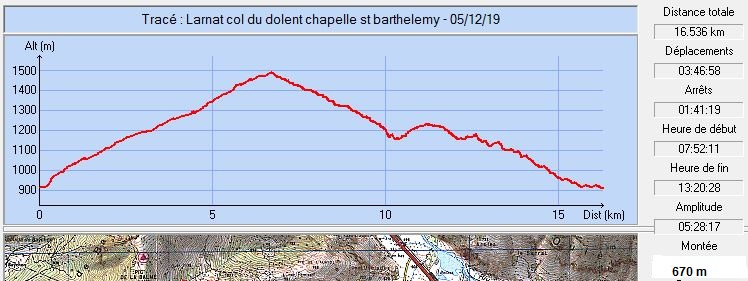 Tracé : Larnat col du dolent chapelle st barthelemy - 05/12/19
Alt (m)
1500
1400
1300
1200
1100
1000
900
0
5
10
15
Dist (km)
Distance totale
16.536 km
Déplacements
03:46:58
Arrêts
01:41:19
Heure de début
07:52:11
Heure de fin
13:20:28
Amplitude
05:28:17
Montée
670 m